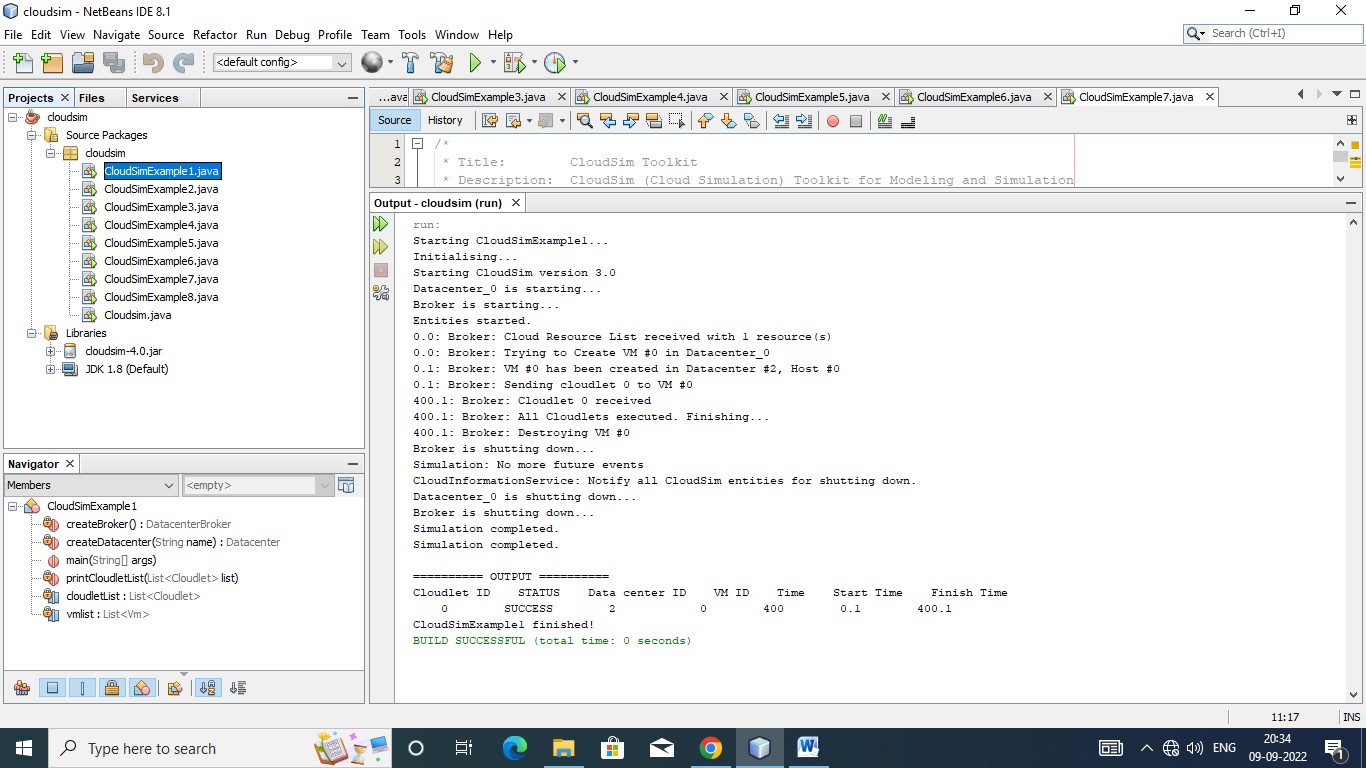 cloudsim - NetBeans IDE 8.1
File Edit View Navigate Source Refactor Run Debug Profile Team Tools Window Help
Search (Ctrl+I)
<default config>
Projects Files Services
cloudsim
Source Packages
cloudsim
CloudSimExample1.java
CloudSimExample2.java
CloudSimExample3.java
CloudSimExample4.java
CloudSimExample5.java
CloudSimExample6.java
CloudSimExample7.java
CloudSimExample8.java
Cloudsim.java
Libraries
cloudsim-4.0.jar
JDK 1.8 (Default)
Navigator
Members <empty>
CloudSimExample1
createBroker() : DatacenterBroker
createDatacenter(String name) : Datacenter
main(String[] args)
printCloudletList(List<Cloudlet> list)
cloudletList : List<Cloudlet>
vmlist : List<Vm>
...ava CloudSimExample3.java CloudSimExample4.java CloudSimExample5.java CloudSimExample6.java CloudSimExample7.java
Source History
1 /*
2 * Title: CloudSim Toolkit
3 * Description: CloudSim (Cloud Simulation) Toolkit for Modeling and Simulation
Output - cloudsim (run)
run:
Starting CloudSimExample1...
Initialising...
Starting CloudSim version 3.0
Datacenter_0 is starting...
Broker is starting...
Entities started.
0.0: Broker: Cloud Resource List received with 1 resource(s)
0.0: Broker: Trying to Create VM #0 in Datacenter_0
0.1: Broker: VM #0 has been created in Datacenter #2, Host #0
0.1: Broker: Sending cloudlet 0 to VM #0
400.1: Broker: Cloudlet 0 received
400.1: Broker: All Cloudlets executed. Finishing...
400.1: Broker: Destroying VM #0
Broker is shutting down...
Simulation: No more future events
CloudInformationService: Notify all CloudSim entities for shutting down.
Datacenter_0 is shutting down...
Broker is shutting down...
Simulation completed.
Simulation completed.
========== OUTPUT ==========
Cloudlet ID STATUS Data center ID VM ID Time Start Time Finish Time
0 SUCCESS 2 0 400 0.1 400.1
CloudSimExample1 finished!
BUILD SUCCESSFUL (total time: 0 seconds)
11:17 INS
Type here to search
ENG
20:34
09-09-2022
1